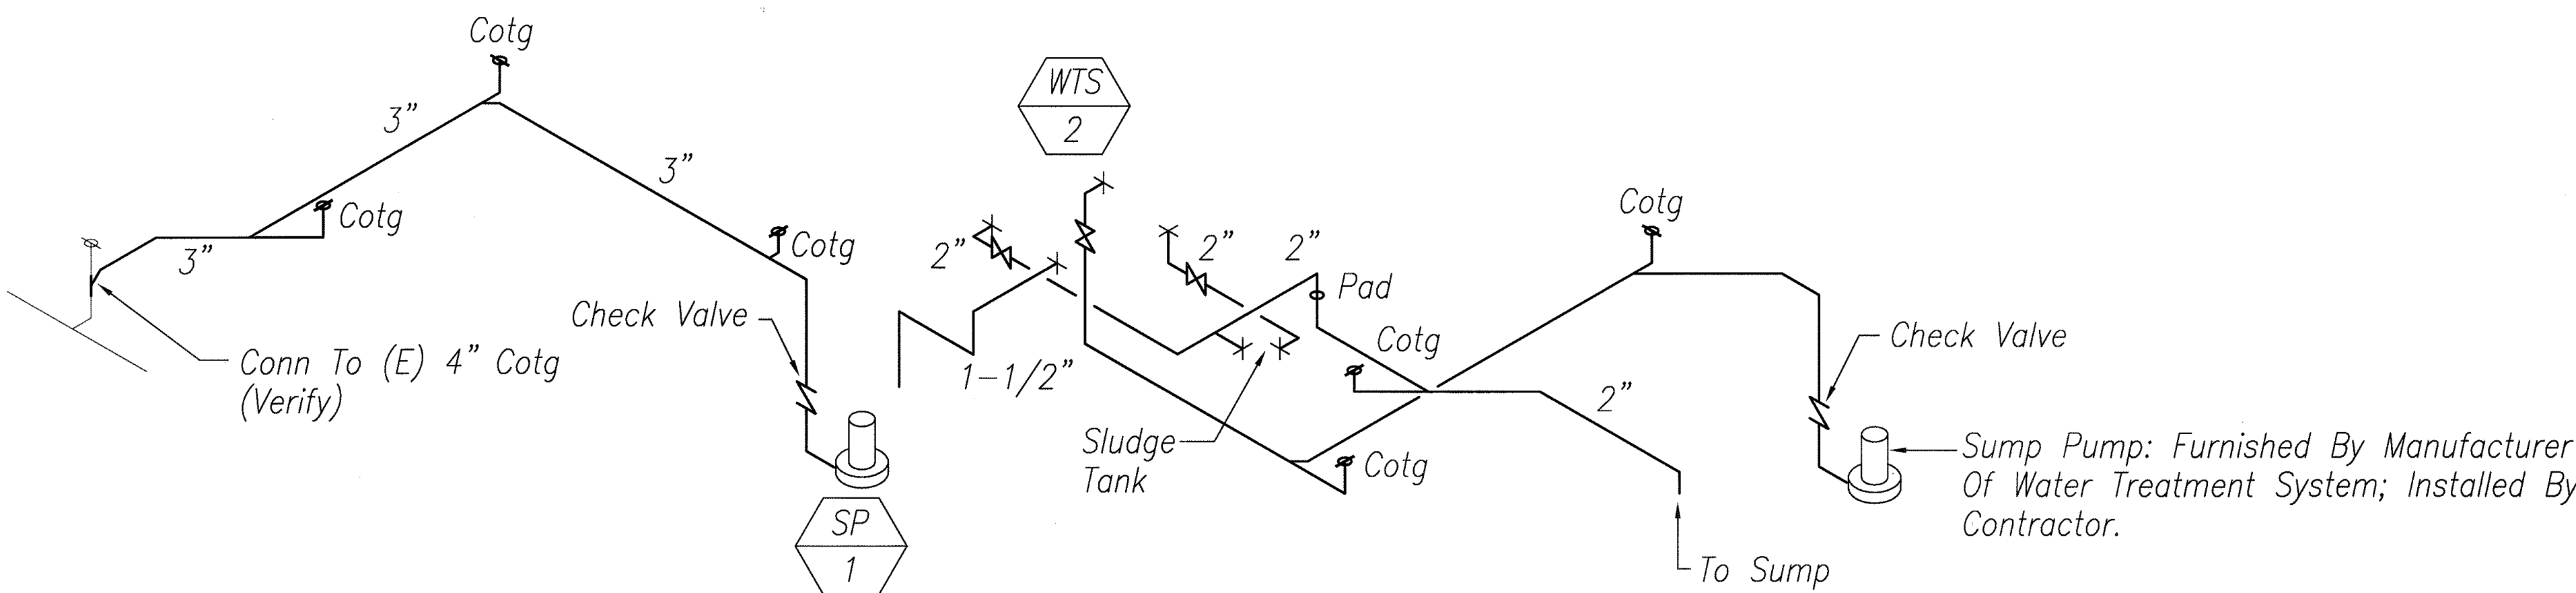 Cotg
3"
3"
Cotg
3"
Cotg
Conn To (E) 4" Cotg
(Verify)
Check Valve
SP
1
WTS
2
2"
1-1/2"
2"
2"
Pad
Cotg
Sludge
Tank
Cotg
2"
To Sump
Cotg
Check Valve
Sump Pump: Furnished By Manufacturer
Of Water Treatment System; Installed By
Contractor.